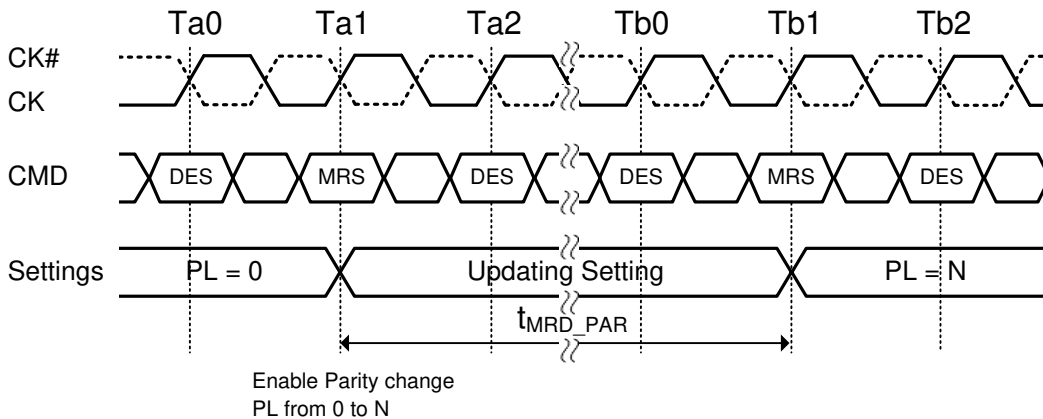 Ta0 Ta1 Ta2 Tb0 Tb1 Tb2
CK#
CK
CMD DES MRS DES DES MRS DES
Settings PL = 0 Updating Setting PL = N
tMRD_PAR
Enable Parity change
PL from 0 to N